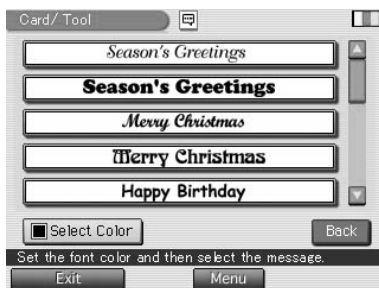 Card/ Tool
Season's Greetings
Season's Greetings
Merry Christmas
Merry Christmas
Happy Birthday
Select Color
Back
Set the font color and then select the message.
Exit
Menu